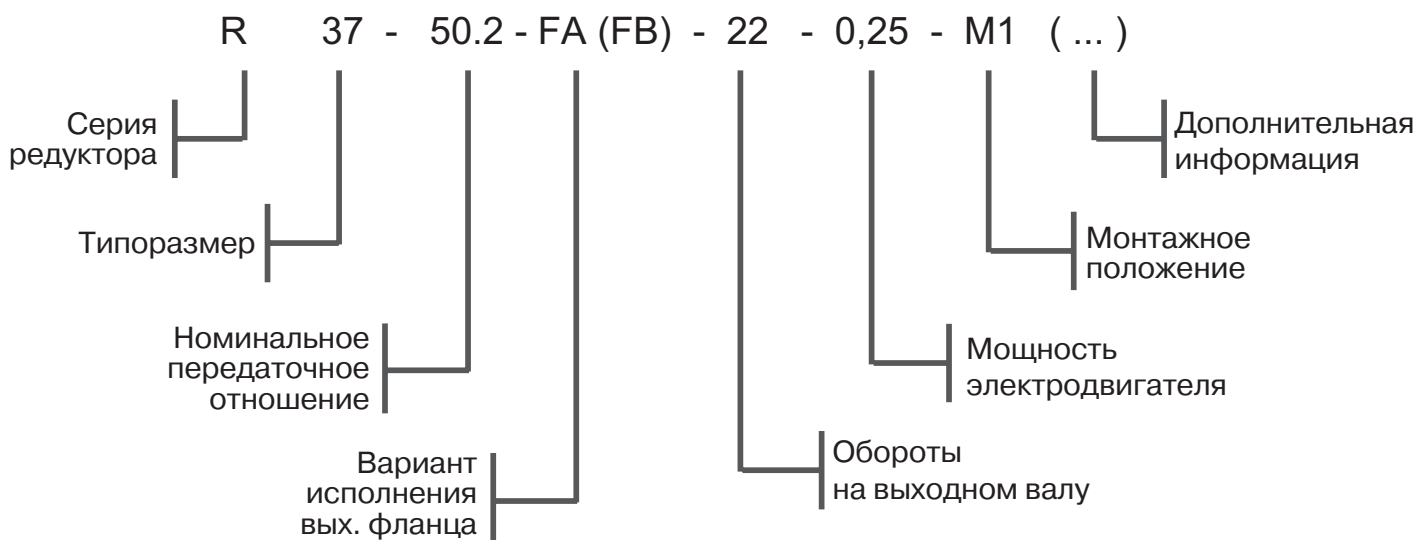 R 37 - 50.2 - FA (FB) - 22 - 0,25 - M1 ( ... )
Серия
редуктора
Дополнительная
информация
Типоразмер
Монтажное
положение
Номинальное
передаточное
отношение
Мощность
электродвигателя
Вариант
исполнения
вых. фланца
Обороты
на выходном валу